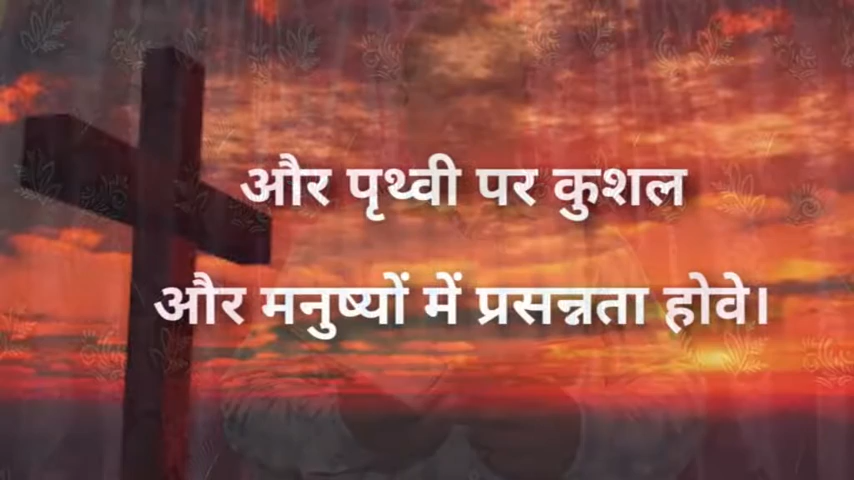 और पृथ्वी पर कुशल
और मनुष्यों में प्रसन्नता होवे।